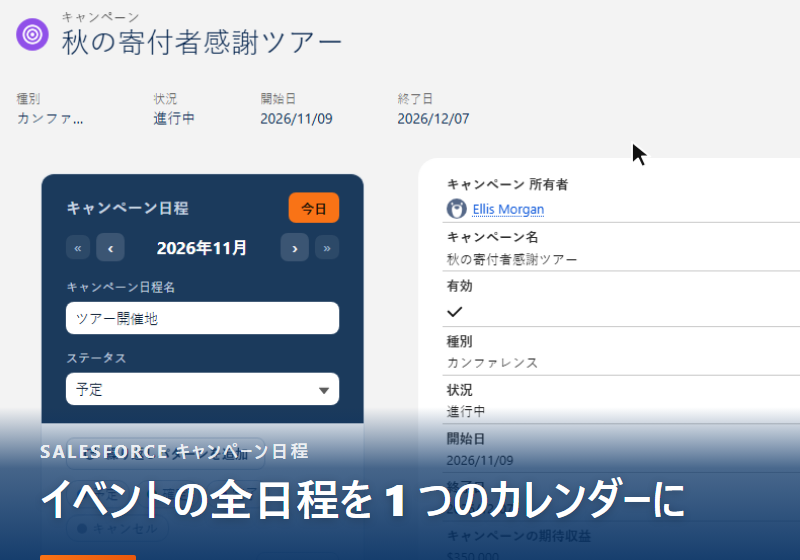 キャンペーン
秋の寄付者感謝ツアー
種別
状況
開始日
終了日
カンファ...
進行中
2026/11/09
2026/12/07
キャンペーン日程
今日
«
‹
2026年11月
›
»
キャンペーン日程名
ツアー開催地
ステータス
予定
キャンペーン 所有者
Ellis Morgan
キャンペーン名
秋の寄付者感謝ツアー
有効
種別
カンファレンス
状況
進行中
開始日
2026/11/09
キャンペーンの期待収益
$350,000
キャンセル
SALESFORCE キャンペーン日程
イベントの全日程を 1 つのカレンダーに